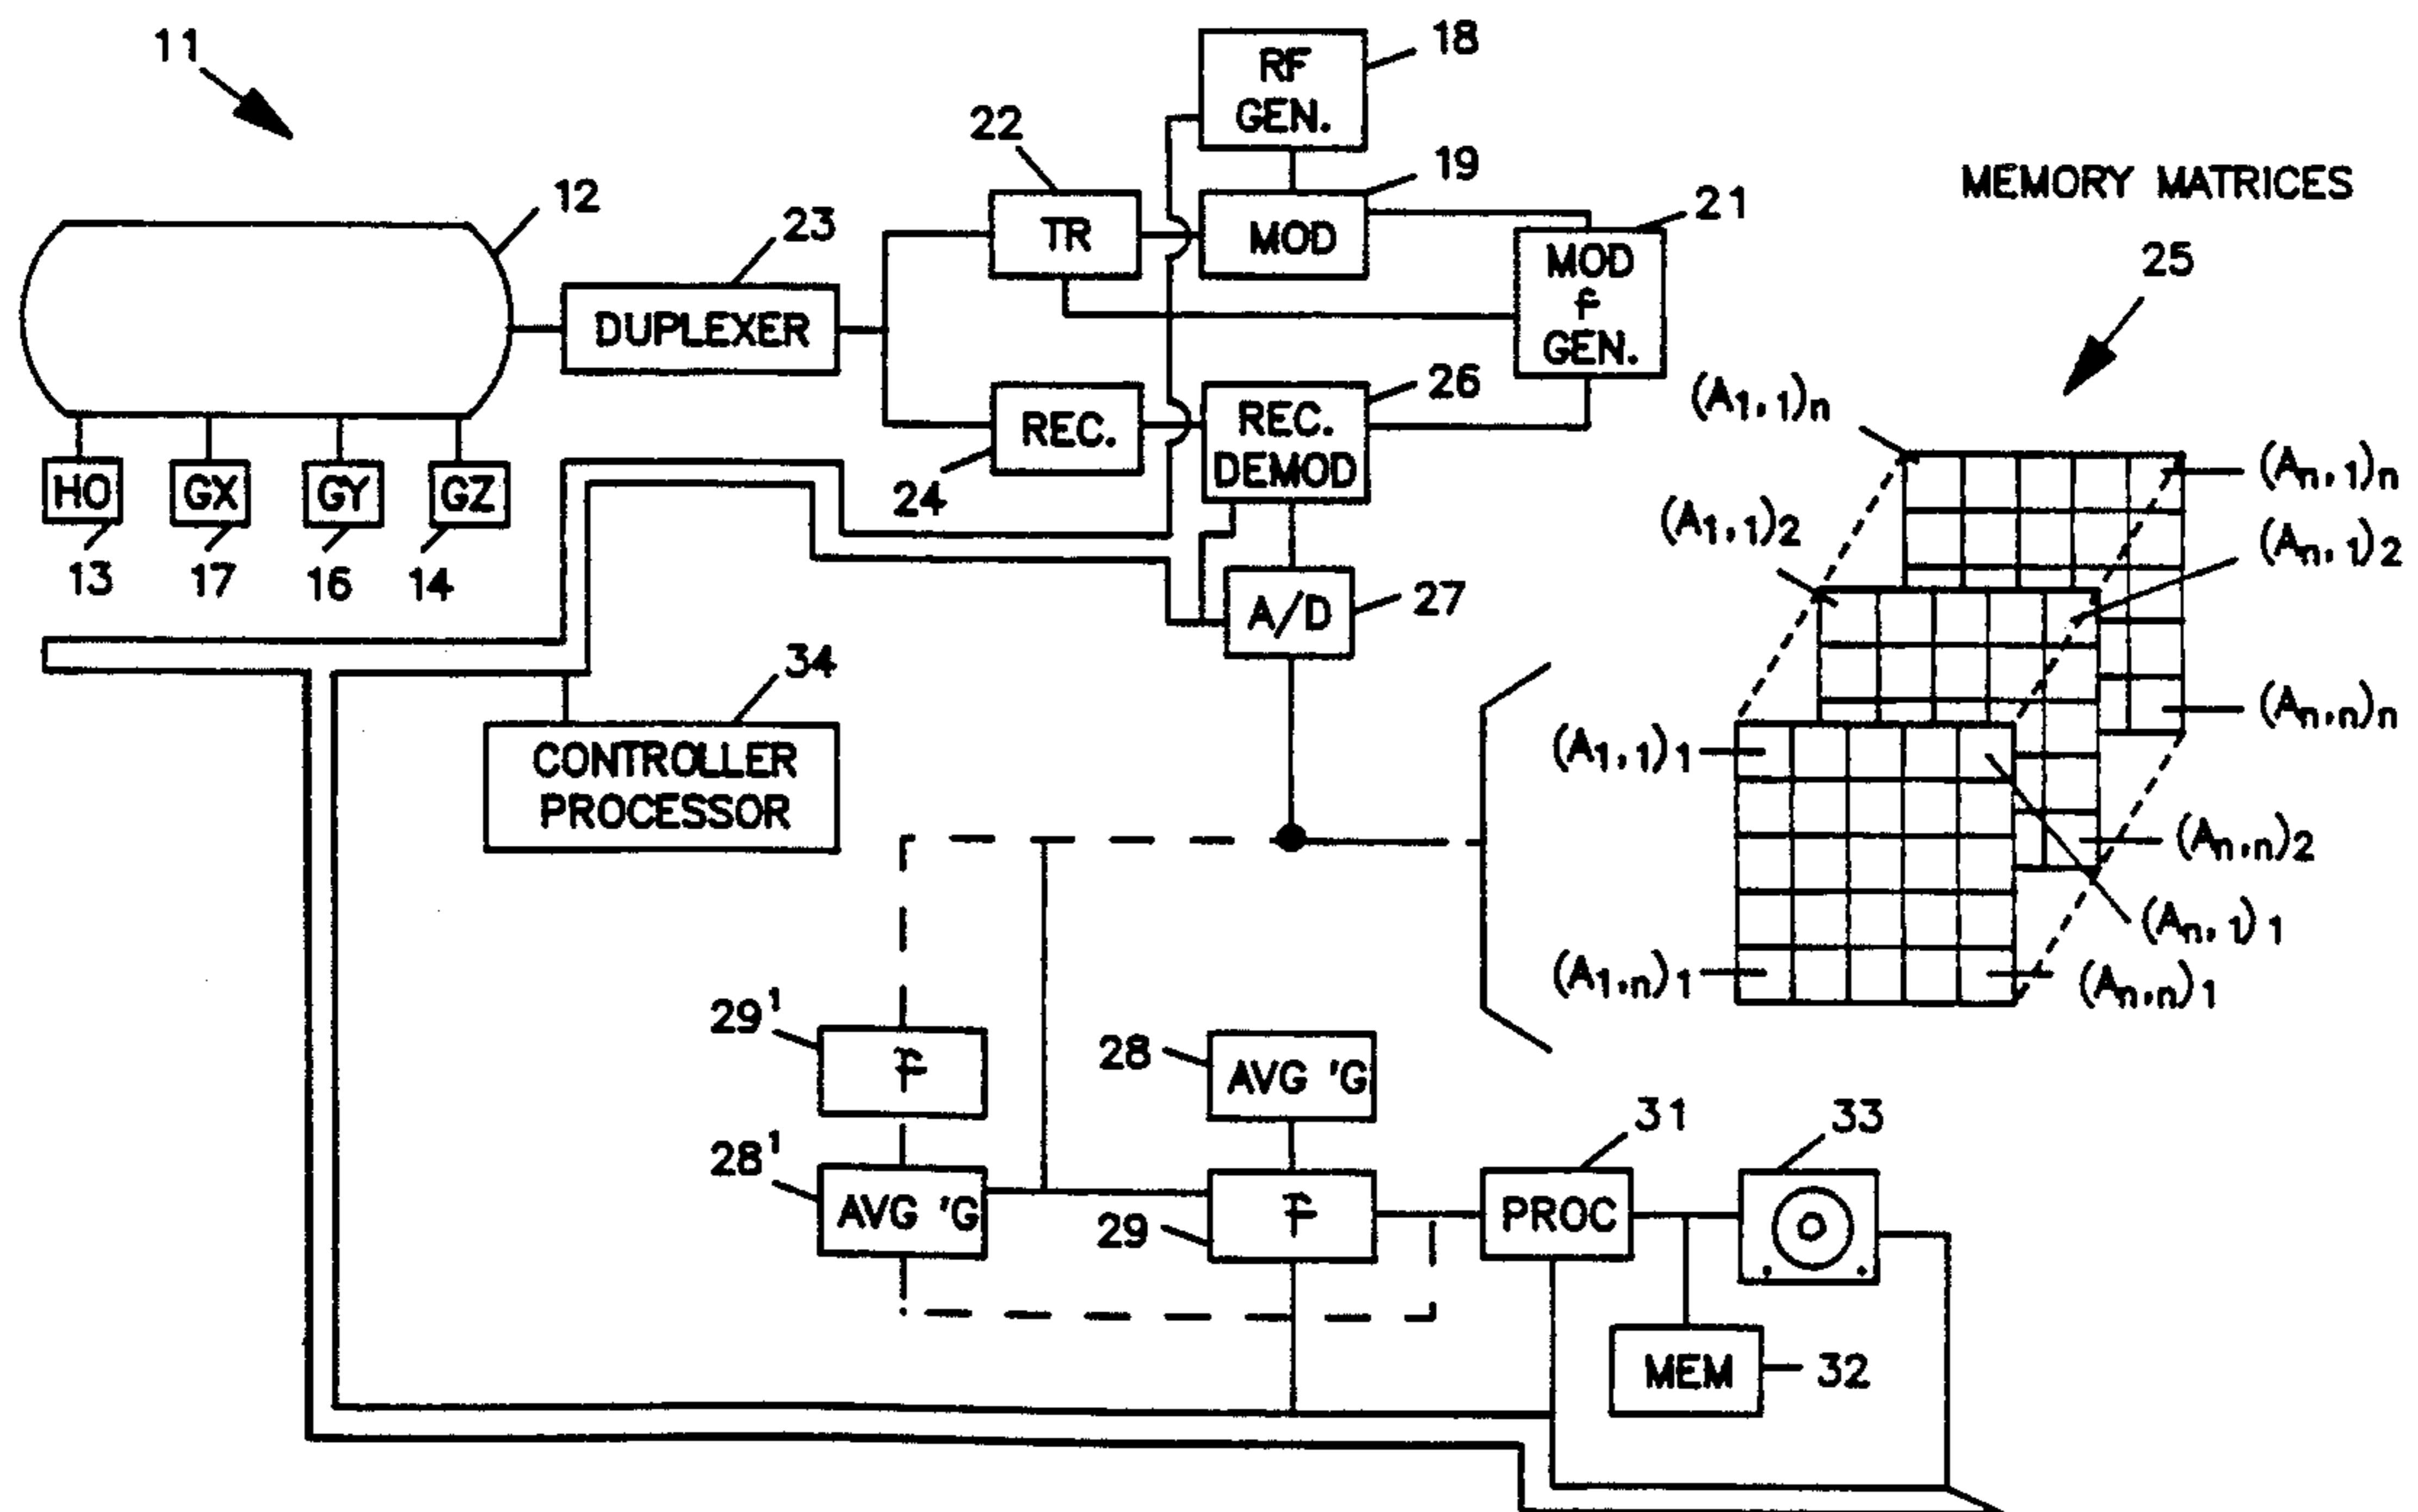 11
18
RF
GEN.
22
19
MEMORY MATRICES
12
23
TR
MOD
21
25
MOD
f
GEN.
DUPLEXER
26
(A1,1)n
REC.
REC.
DEMOD
HO
GX
GY
GZ
24
(An,1)n
(A1,1)2
(An,1)2
13
17
16
14
A/D
27
34
(An,n)n
CONTROLLER
PROCESSOR
(A1,1)1
(An,n)2
(An,1)1
(A1,n)1
(An,n)1
29'
f
28
AVG 'G
31
33
28'
AVG 'G
29
f
PROC
MEM
32